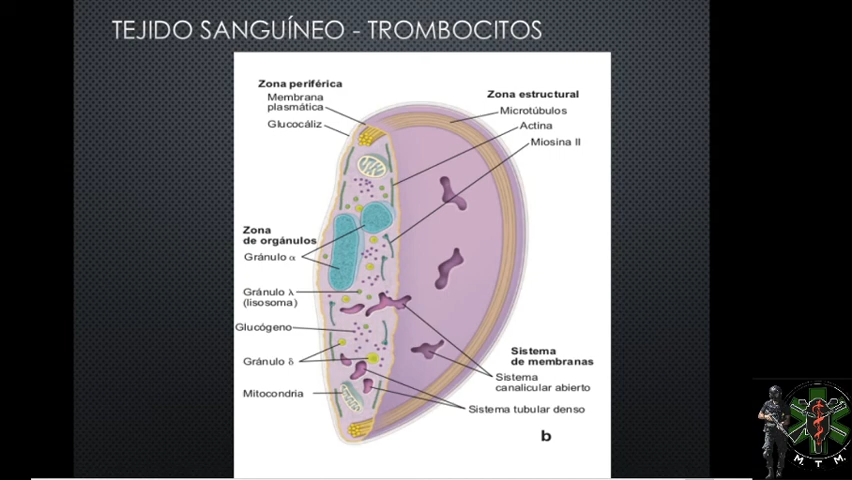 TEJIDO SANGUÍNEO - TROMBOCITOS
Zona periférica
Membrana
plasmática
Glucocáliz
Zona estructural
Microtúbulos
Actina
Miosina II
Zona
de orgánulos
Gránulo α
Gránulo λ
(lisosoma)
Glucógeno
Gránulo δ
Mitocondria
Sistema
de membranas
Sistema
canalicular abierto
Sistema tubular denso
b
M. T. M.